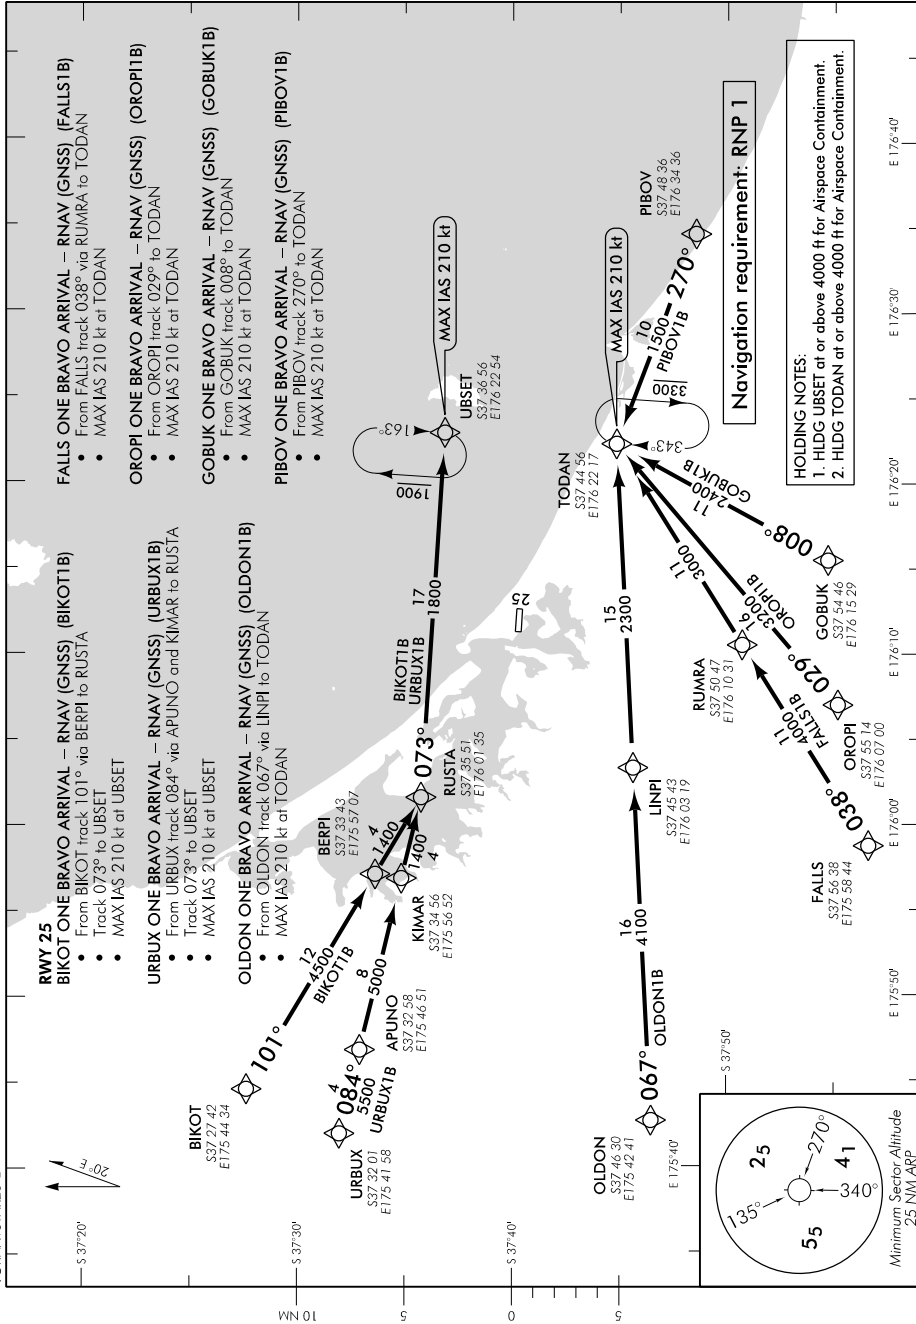 RWY 25
BIKOT ONE BRAVO ARRIVAL – RNAV (GNSS) (BIKOT1B)
• From BIKOT track 101° via BERPI to RUSTA
• Track 073° to UBSET
• MAX IAS 210 kt at UBSET
URBUX ONE BRAVO ARRIVAL – RNAV (GNSS) (URBUX1B)
• From URBUX track 084° via APUNO and KIMAR to RUSTA
• Track 073° to UBSET
• MAX IAS 210 kt at UBSET
OLDON ONE BRAVO ARRIVAL – RNAV (GNSS) (OLDON1B)
• From OLDON track 067° via LINPI to TODAN
• MAX IAS 210 kt at TODAN
FALLS ONE BRAVO ARRIVAL – RNAV (GNSS) (FALLS1B)
• From FALLS track 038° via RUMRA to TODAN
• MAX IAS 210 kt at TODAN
OROPI ONE BRAVO ARRIVAL – RNAV (GNSS) (OROPI1B)
• From OROPI track 029° to TODAN
• MAX IAS 210 kt at TODAN
GOBUK ONE BRAVO ARRIVAL – RNAV (GNSS) (GOBUK1B)
• From GOBUK track 008° to TODAN
• MAX IAS 210 kt at TODAN
PIBOV ONE BRAVO ARRIVAL – RNAV (GNSS) (PIBOV1B)
• From PIBOV track 270° to TODAN
• MAX IAS 210 kt at TODAN
20° E
S 37°20'
S 37°30'
S 37°40'
S 37°50'
10 NM
5
0
5
BIKOT
S37 27 42
E175 44 34
101°
12
4500
BIKOT1B
BERPI
S37 33 43
E175 57 07
4
1400
URBUX
S37 32 01
E175 41 58
084°
4
5500
URBUX1B
APUNO
S37 32 58
E175 46 51
8
5000
KIMAR
S37 34 56
E175 56 52
1400
4
073°
RUSTA
S37 35 51
E176 01 35
BIKOT1B
URBUX1B
17
1800
1900
163°
UBSET
S37 36 56
E176 22 54
MAX IAS 210 kt
25
OLDON
S37 46 30
E175 42 41
067°
OLDON1B
16
4100
LINPI
S37 45 43
E176 03 19
15
2300
TODAN
S37 44 56
E176 22 17
MAX IAS 210 kt
343°
3300
PIBOV
S37 48 36
E176 34 36
270°
10
1500
PIBOV1B
FALLS
S37 56 38
E175 58 44
038°
11
4000
FALLS1B
RUMRA
S37 50 47
E176 10 31
11
3000
OROPI
S37 55 14
E176 07 00
029°
16
3200
OROPI1B
GOBUK
S37 54 46
E176 15 29
008°
11
2400
GOBUK1B
Navigation requirement: RNP 1
HOLDING NOTES:
1. HLDG UBSET at or above 4000 ft for Airspace Containment.
2. HLDG TODAN at or above 4000 ft for Airspace Containment.
E 175°40'
E 175°50'
E 176°00'
E 176°10'
E 176°20'
E 176°30'
E 176°40'
135°
25
270°
55
340°
41
Minimum Sector Altitude
25 NM ARP